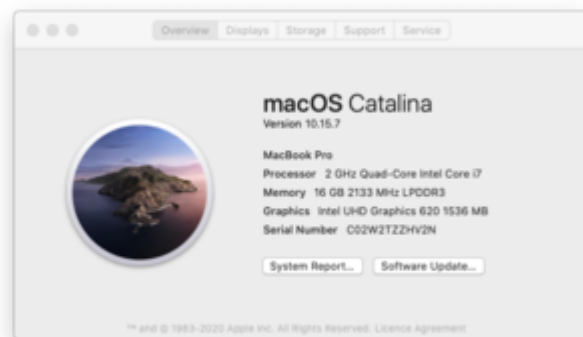 Overview Displays Storage Support Service
macOS Catalina
Version 10.15.7
MacBook Pro
Processor 2 GHz Quad-Core Intel Core i7
Memory 16 GB 2133 MHz LPDDR3
Graphics Intel UHD Graphics 620 1536 MB
Serial Number C02W2TZZHV2N
System Report... Software Update...
™ and © 1983-2020 Apple Inc. All Rights Reserved. Licence Agreement